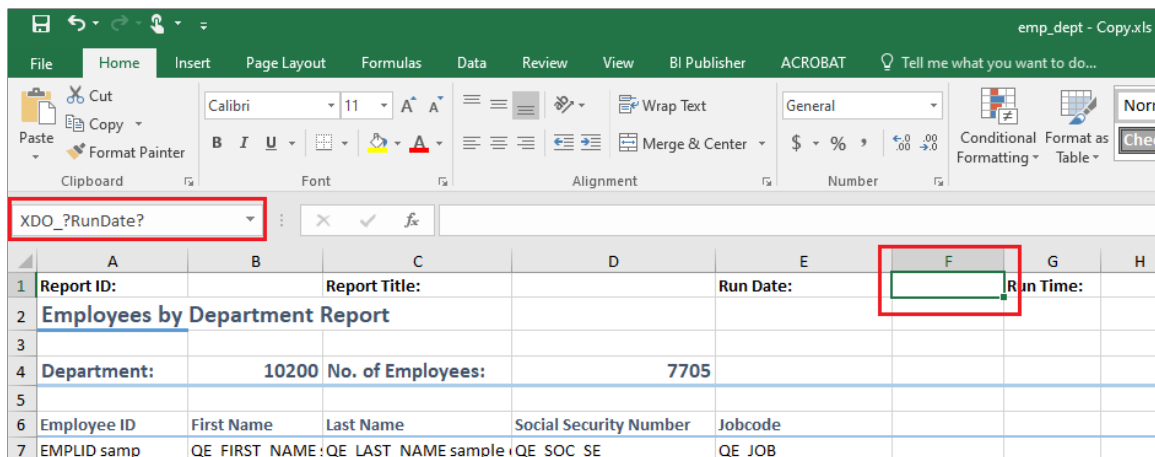 emp_dept - Copy.xls
File Home Insert Page Layout Formulas Data Review View BI Publisher ACROBAT Tell me what you want to do...
Cut
Copy
Format Painter
Paste
Calibri 11 A A
B I U A
Wrap Text
Merge & Center
General
$ % , .0 .00 .00 .0
Conditional Formatting
Format as Table
Clipboard Font Alignment Number
XDO_?RunDate? fx
A B C D E F G H
1 Report ID: Report Title: Run Date: Run Time:
2 Employees by Department Report
3
4 Department: 10200 No. of Employees: 7705
5
6 Employee ID First Name Last Name Social Security Number Jobcode
7 EMPLID samp QE_FIRST_NAME QE_LAST_NAME sample QE_SOC_SE QE_JOB